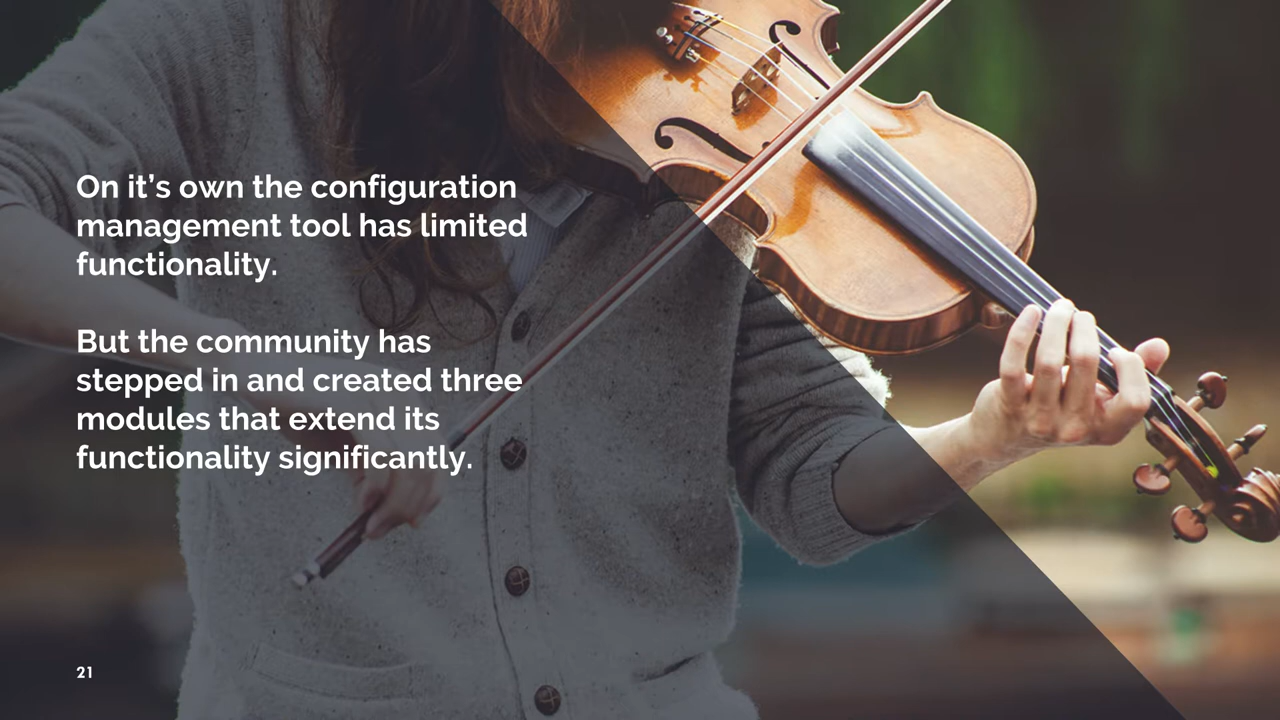 On it’s own the configuration
management tool has limited
functionality.
But the community has
stepped in and created three
modules that extend its
functionality significantly.
21